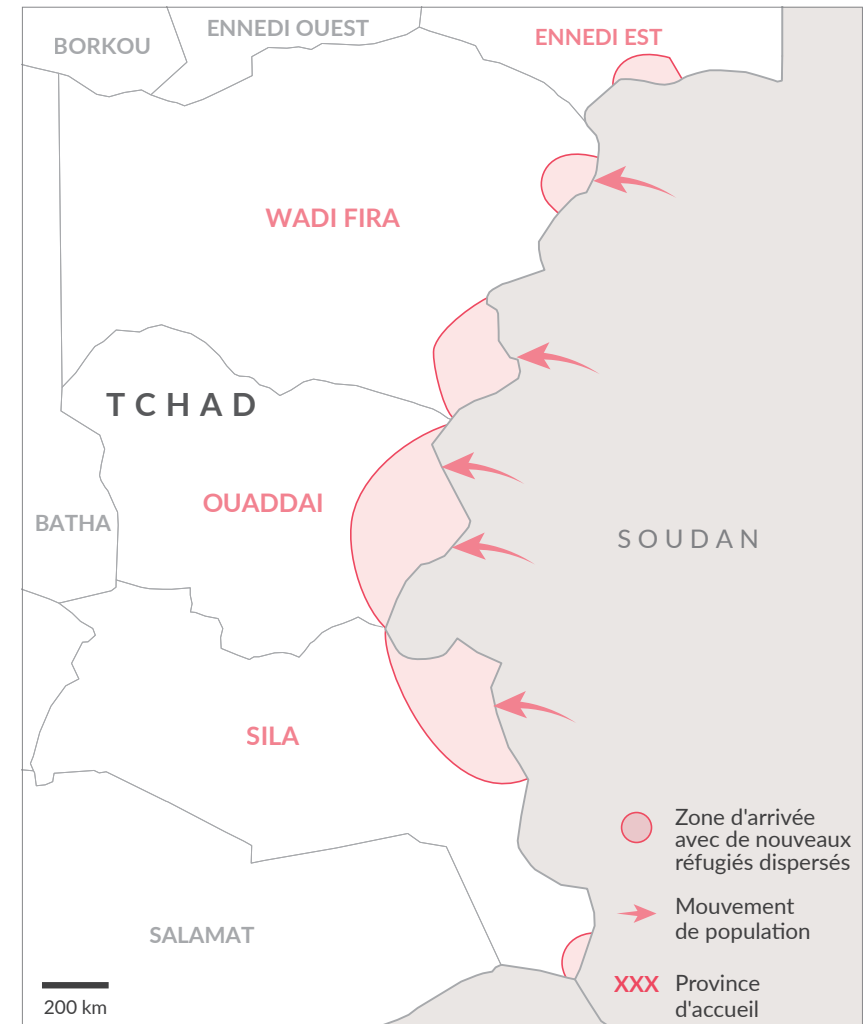 ENNEDI OUEST
BORKOU
ENNEDI EST
WADI FIRA
TCHAD
OUADDAI
BATHA
SOUDAN
SILA
SALAMAT
200 km
Zone d'arrivée
avec de nouveaux
réfugiés dispersés
Mouvement
de population
XXX Province
d'accueil